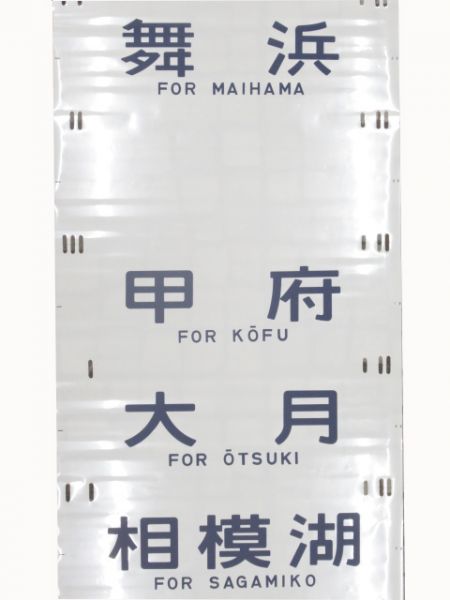 舞浜
FOR MAIHAMA
甲府
FOR KŌFU
大月
FOR ŌTSUKI
相模湖
FOR SAGAMIKO